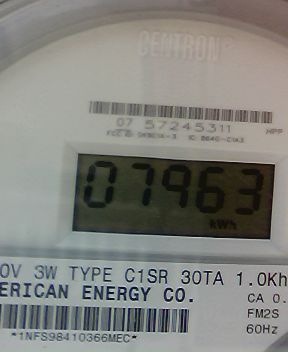 CENTRON
07 57245311
HPP
07963
kWh
0V 3W TYPE C1SR 30TA 1.0Kh
ERICAN ENERGY CO.
CA 0.
FM2S
60Hz
*1NFS98410366MEC*